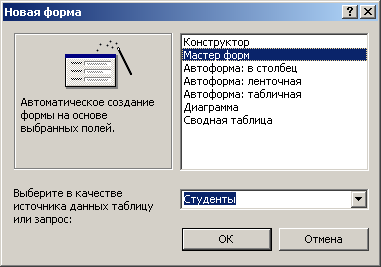 Новая форма
Конструктор
Мастер форм
Автоформа: в столбец
Автоформа: ленточная
Автоформа: табличная
Диаграмма
Сводная таблица
Автоматическое создание
формы на основе
выбранных полей.
Выберите в качестве
источника данных таблицу
или запрос:
Студенты
ОК
Отмена